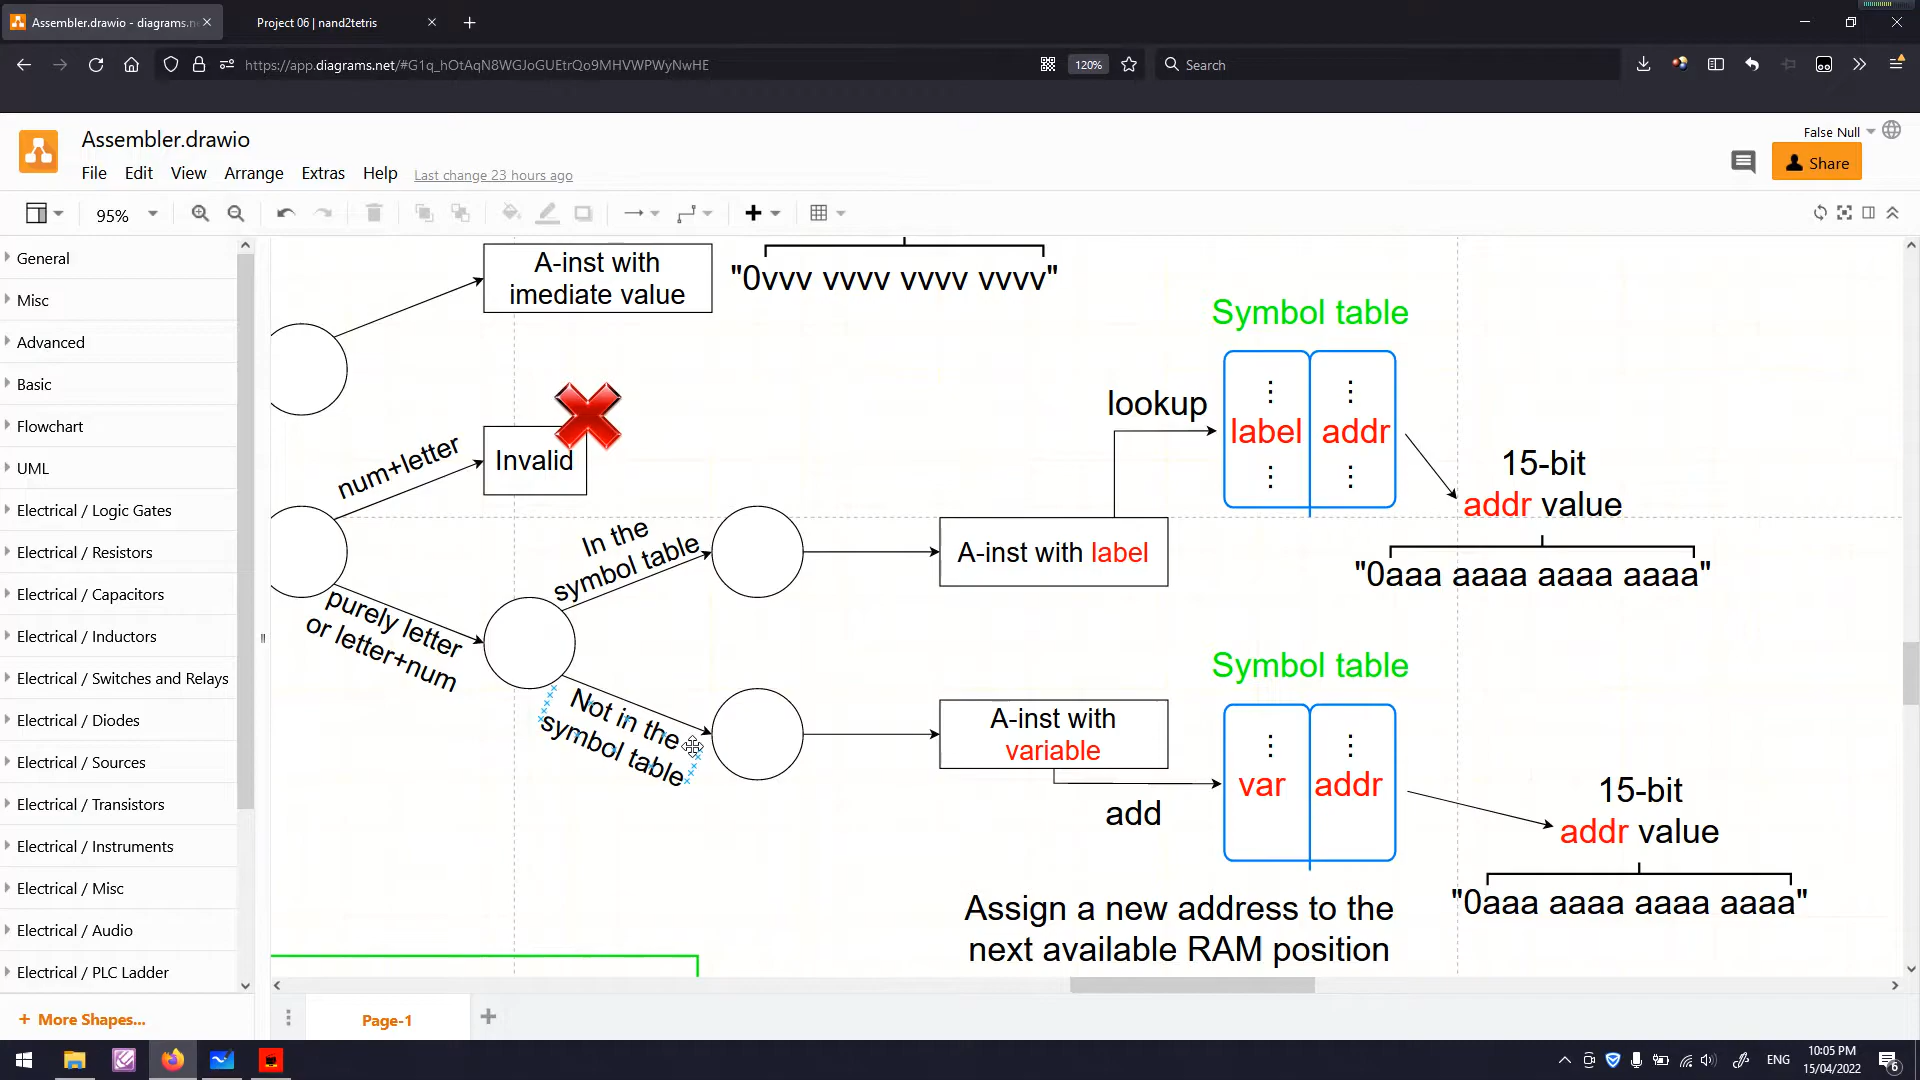 Assembler.drawio - diagrams.ne
Project 06 | nand2tetris
https://app.diagrams.net/#G1q_hOtAqN8WGJoGUEtrQo9MHVWPWyNwHE
120%
Search
Assembler.drawio
False Null
File Edit View Arrange Extras Help Last change 23 hours ago
Share
95%
General
Misc
Advanced
Basic
Flowchart
UML
Electrical / Logic Gates
Electrical / Resistors
Electrical / Capacitors
Electrical / Inductors
Electrical / Switches and Relays
Electrical / Diodes
Electrical / Sources
Electrical / Transistors
Electrical / Instruments
Electrical / Misc
Electrical / Audio
Electrical / PLC Ladder
+ More Shapes...
A-inst with
imediate value
"0vvv vvvv vvvv vvvv"
Symbol table
lookup
label addr
15-bit
addr value
"0aaa aaaa aaaa aaaa"
num+letter
Invalid
In the
symbol table
A-inst with label
purely letter
or letter+num
Not in the
symbol table
A-inst with
variable
add
Symbol table
var addr
15-bit
addr value
"0aaa aaaa aaaa aaaa"
Assign a new address to the
next available RAM position
Page-1
ENG
10:05 PM
15/04/2022
6